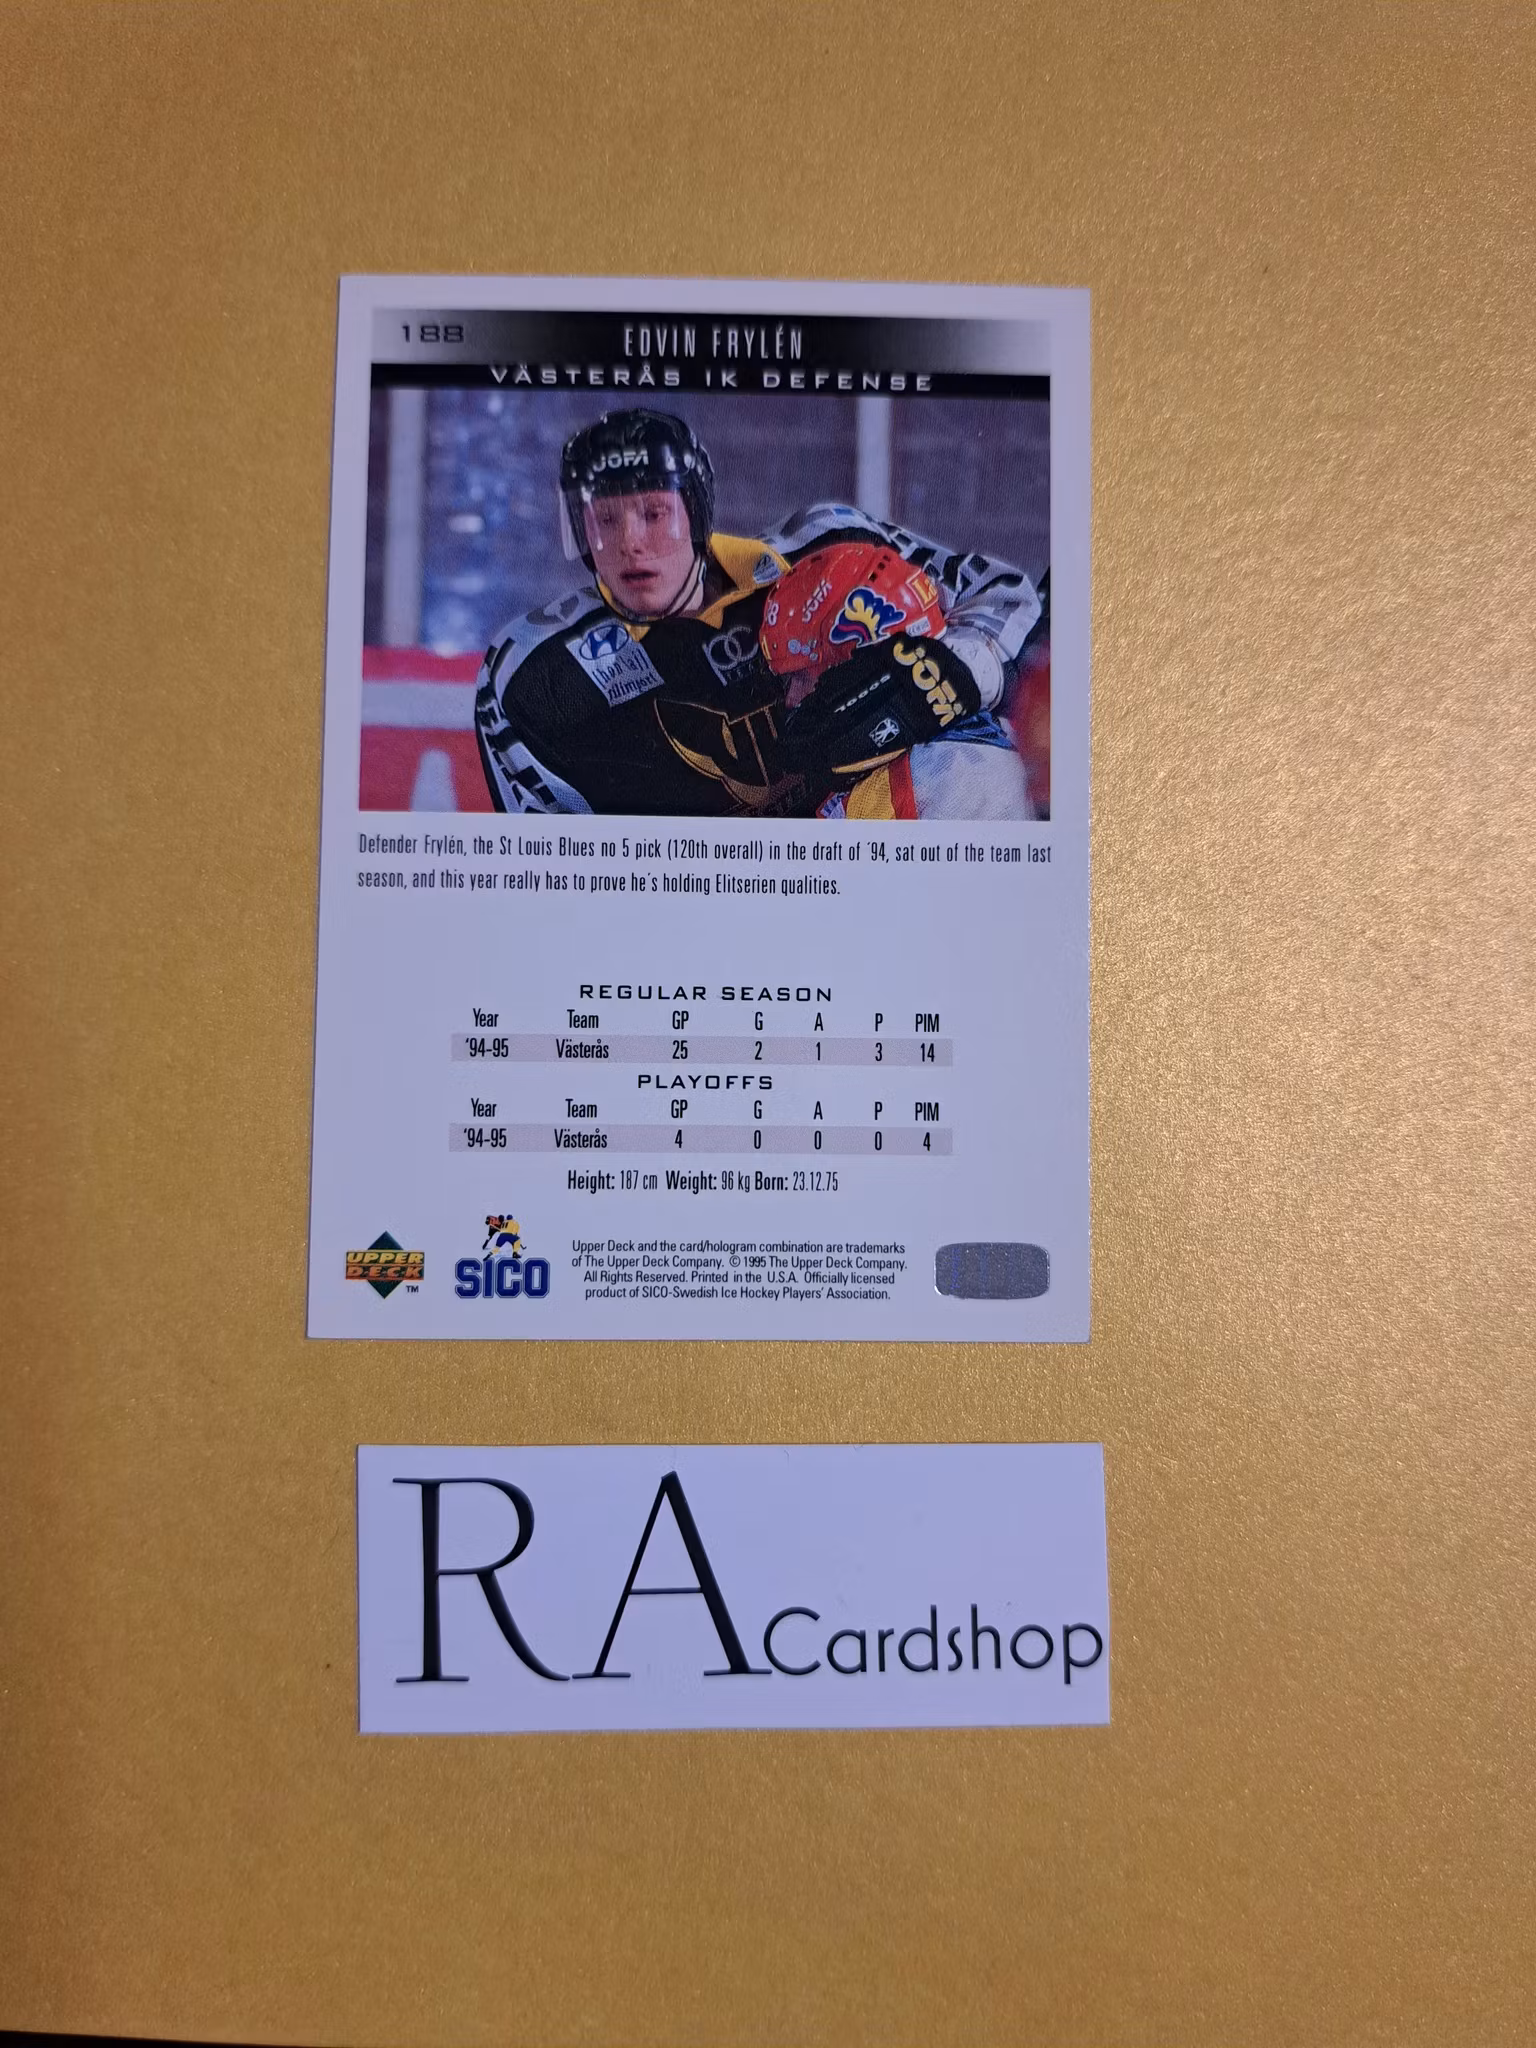 188 EDVIN FRYLÉN
VÄSTERÅS IK DEFENSE
JOFA
JOFA
JOFA
Defender Frylén, the St Louis Blues no 5 pick (120th overall) in the draft of ´94, sat out of the team last
season, and this year really has to prove he´s holding Elitserien qualities.
REGULAR SEASON
Year Team GP G A P PIM
'94-95 Västerås 25 2 1 3 14
PLAYOFFS
Year Team GP G A P PIM
'94-95 Västerås 4 0 0 0 4
Height: 187 cm Weight: 96 kg Born: 23.12.75
UPPER
DECK
TM
SICO
Upper Deck and the card/hologram combination are trademarks
of The Upper Deck Company. © 1995 The Upper Deck Company.
All Rights Reserved. Printed in the U.S.A. Officially licensed
product of SICO-Swedish Ice Hockey Players' Association.
RA Cardshop